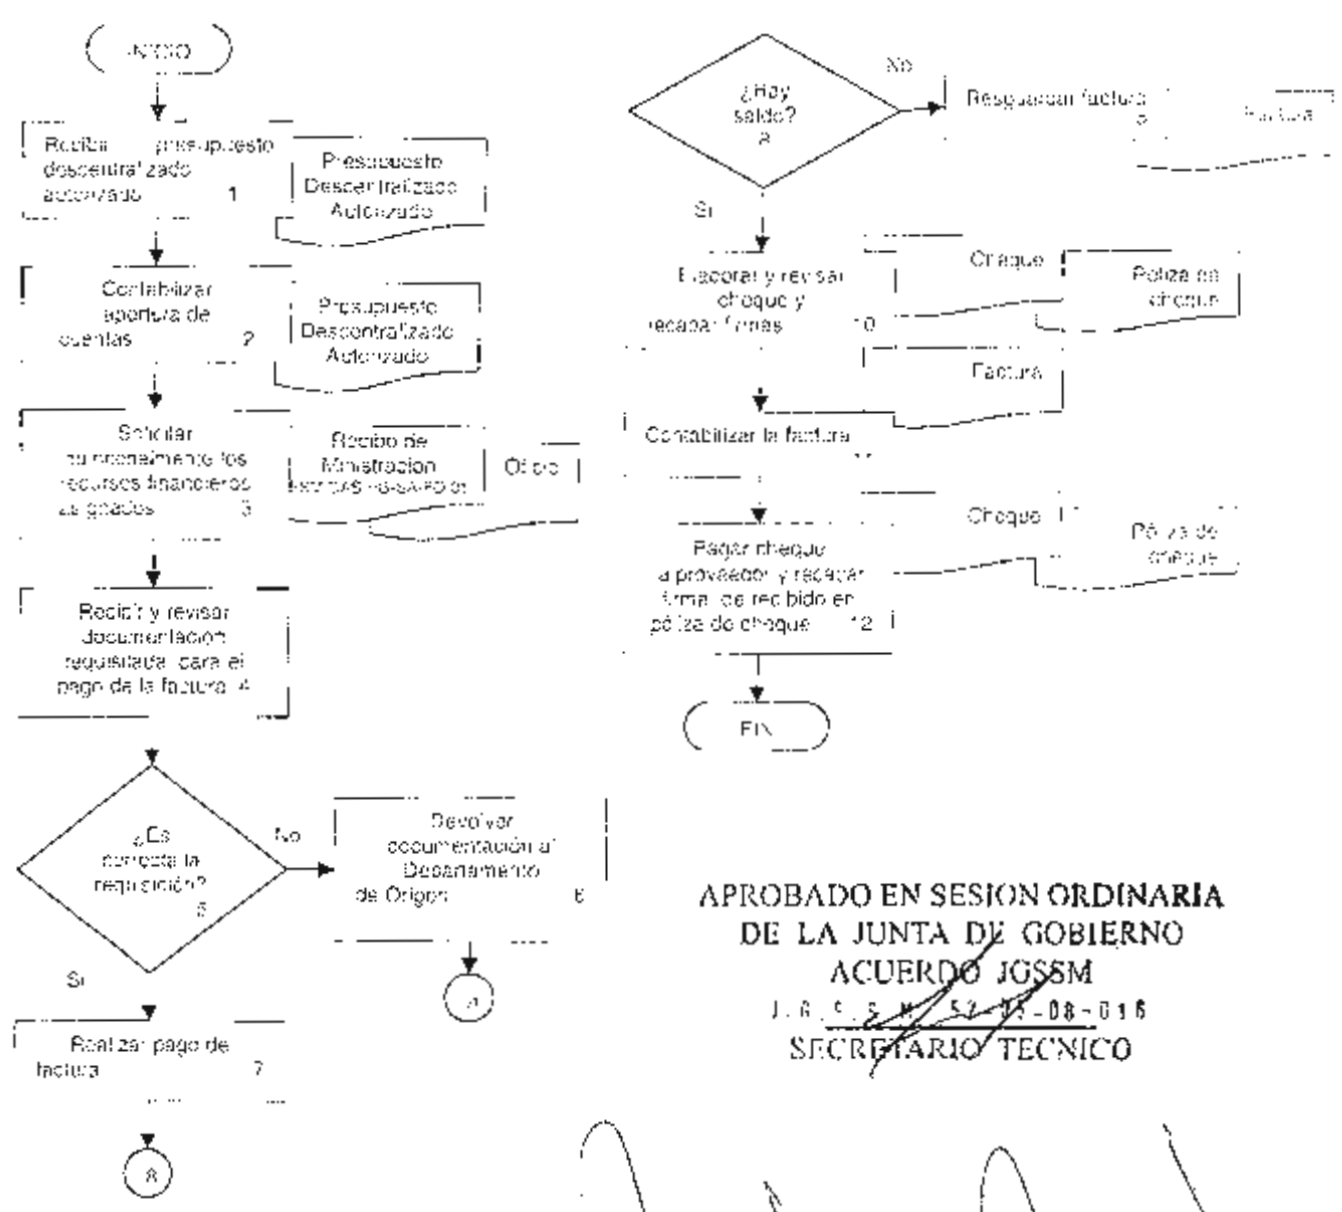 INICIO
Recibir presupuesto
descentralizado
autorizado 1
Presupuesto
Descentralizado
Autorizado
Contabilizar
apertura de
cuentas 2
Presupuesto
Descentralizado
Autorizado
Solicitar
los
recursos financieros
asignados 3
Recibo de
Ministracion
Oficio
Recibir y revisar
documentacion
requisitada para el
pago de la factura 4
¿Es
correcta la
requisición?
5
No
Devolver
documentación al
Departamento
de Origen 6
4
Si
Realizar pago de
factura 7
8
¿Hay
saldo?
8
No
Resguardar factura
9
Factura
Si
Elaborar y revisar
cheque y
recabar firmas 10
Cheque
Poliza de
cheque
Factura
Contabilizar la factura
Pagar cheque
a proveedor y recabar
firma de recibido en
póliza de cheque 12
Cheque
Póliza de
cheque
FIN
APROBADO EN SESION ORDINARIA
DE LA JUNTA DE GOBIERNO
ACUERDO JGSSM
SECRETARIO TECNICO